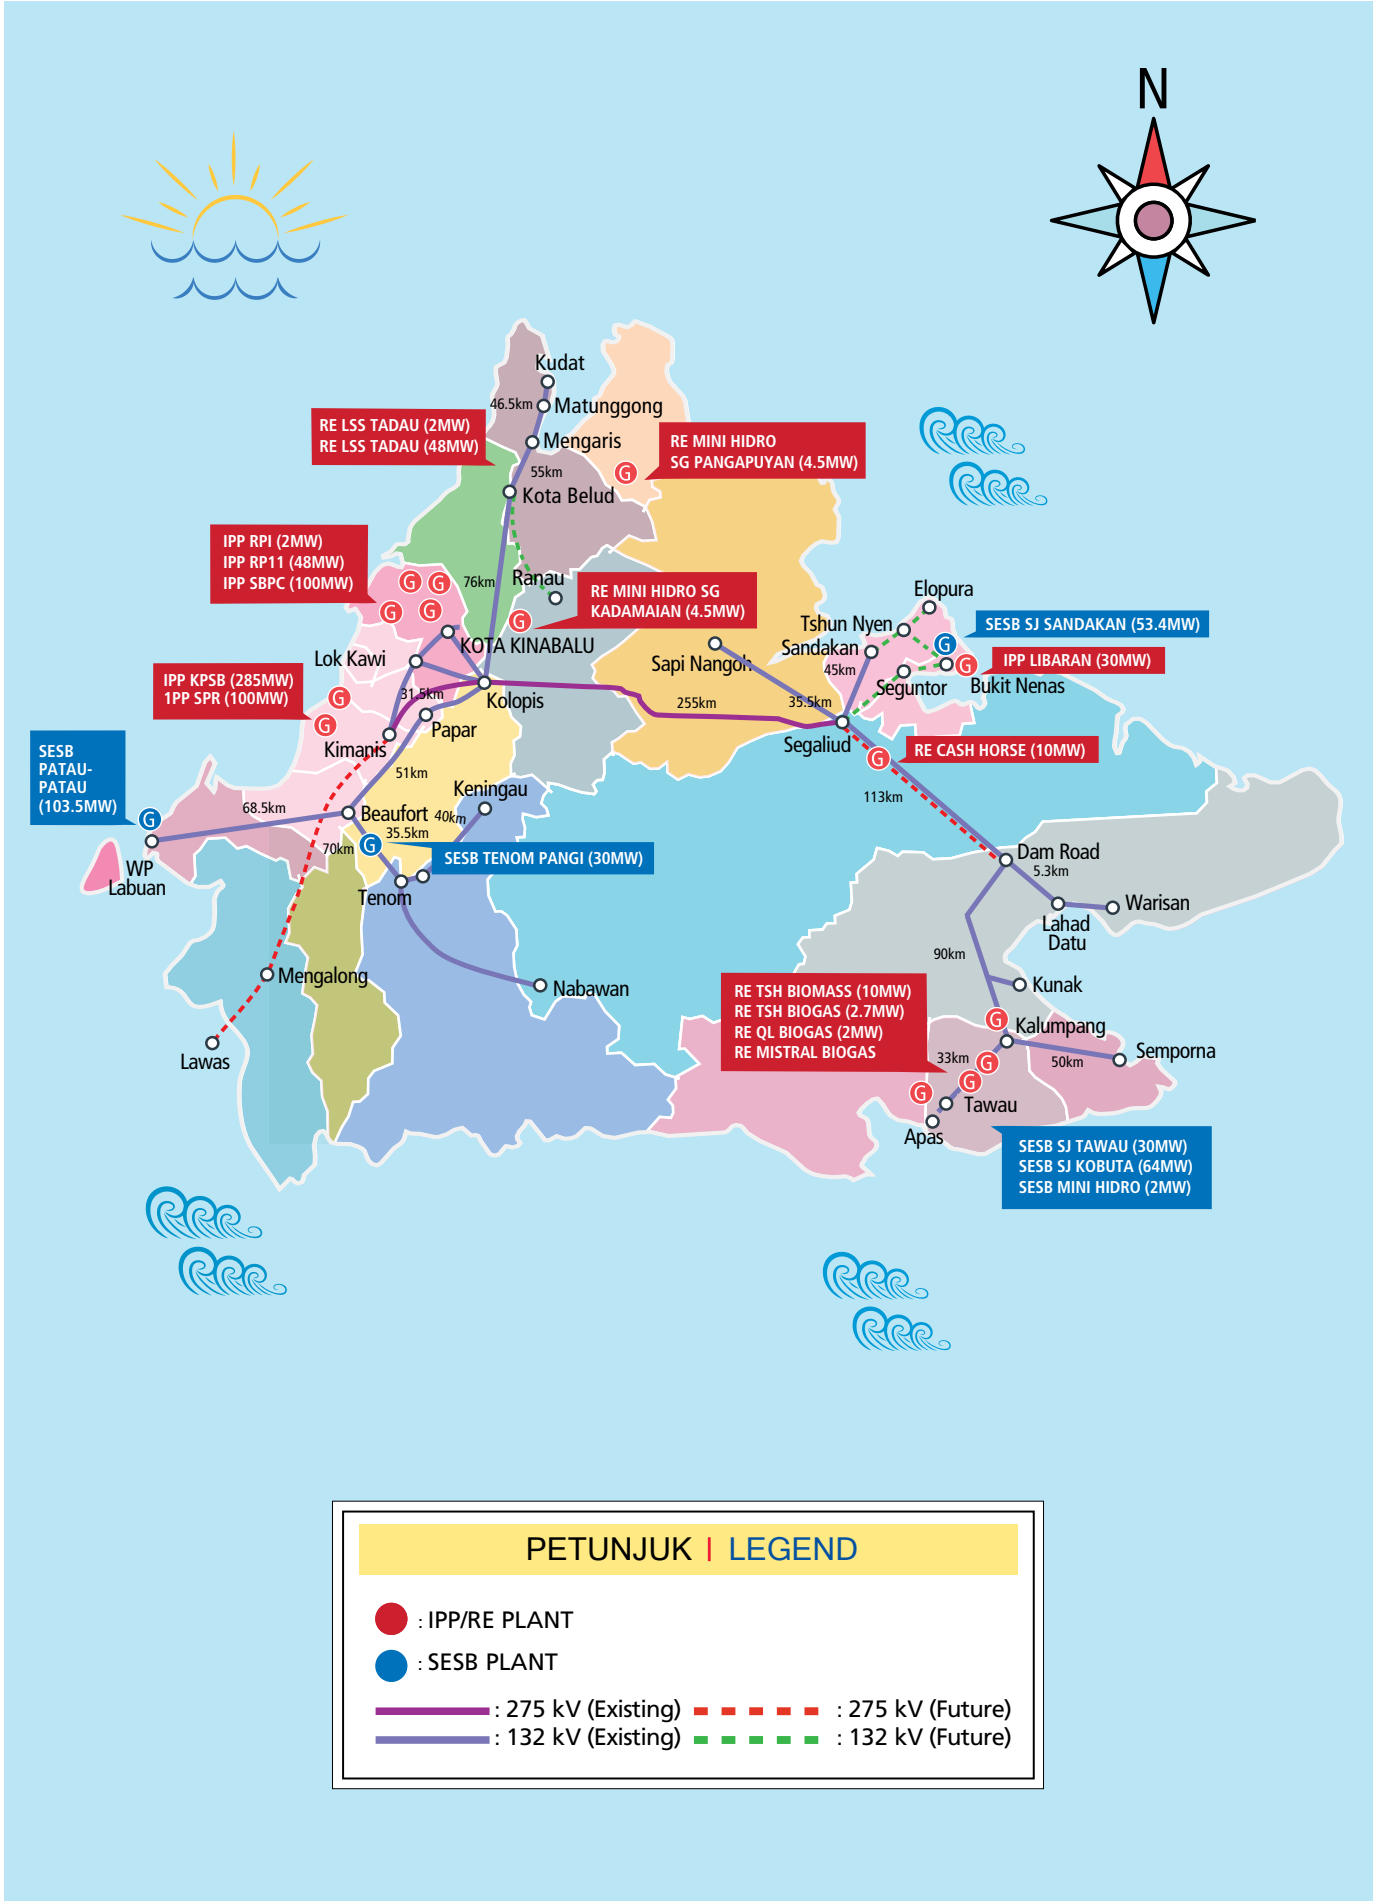 N
Kudat
46.5km
Matunggong
RE LSS TADAU (2MW)
RE LSS TADAU (48MW)
Mengaris
RE MINI HIDRO
SG PANGAPUYAN (4.5MW)
G
55km
Kota Belud
IPP RPI (2MW)
IPP RP11 (48MW)
IPP SBPC (100MW)
G
G
G
G
76km
Ranau
RE MINI HIDRO SG
KADAMAIAN (4.5MW)
G
Elopura
Tshun Nyen
SESB SJ SANDAKAN (53.4MW)
G
KOTA KINABALU
Sandakan
Lok Kawi
Sapi Nangoh
45km
IPP LIBARAN (30MW)
G
Seguntor
Bukit Nenas
IPP KPSB (285MW)
1PP SPR (100MW)
G
G
31.5km
Kolopis
255km
35.5km
Papar
Kimanis
Segaliud
RE CASH HORSE (10MW)
G
SESB
PATAU-
PATAU
(103.5MW)
G
51km
Keningau
113km
68.5km
Beaufort
40km
35.5km
70km
G
SESB TENOM PANGI (30MW)
Dam Road
5.3km
WP
Labuan
Tenom
Warisan
Lahad
Datu
90km
Mengalong
Nabawan
Kunak
RE TSH BIOMASS (10MW)
RE TSH BIOGAS (2.7MW)
RE QL BIOGAS (2MW)
RE MISTRAL BIOGAS
G
Kalumpang
Lawas
33km
G
50km
Semporna
G
G
Tawau
Apas
SESB SJ TAWAU (30MW)
SESB SJ KOBUTA (64MW)
SESB MINI HIDRO (2MW)
PETUNJUK | LEGEND
: IPP/RE PLANT
: SESB PLANT
: 275 kV (Existing) : 275 kV (Future)
: 132 kV (Existing) : 132 kV (Future)